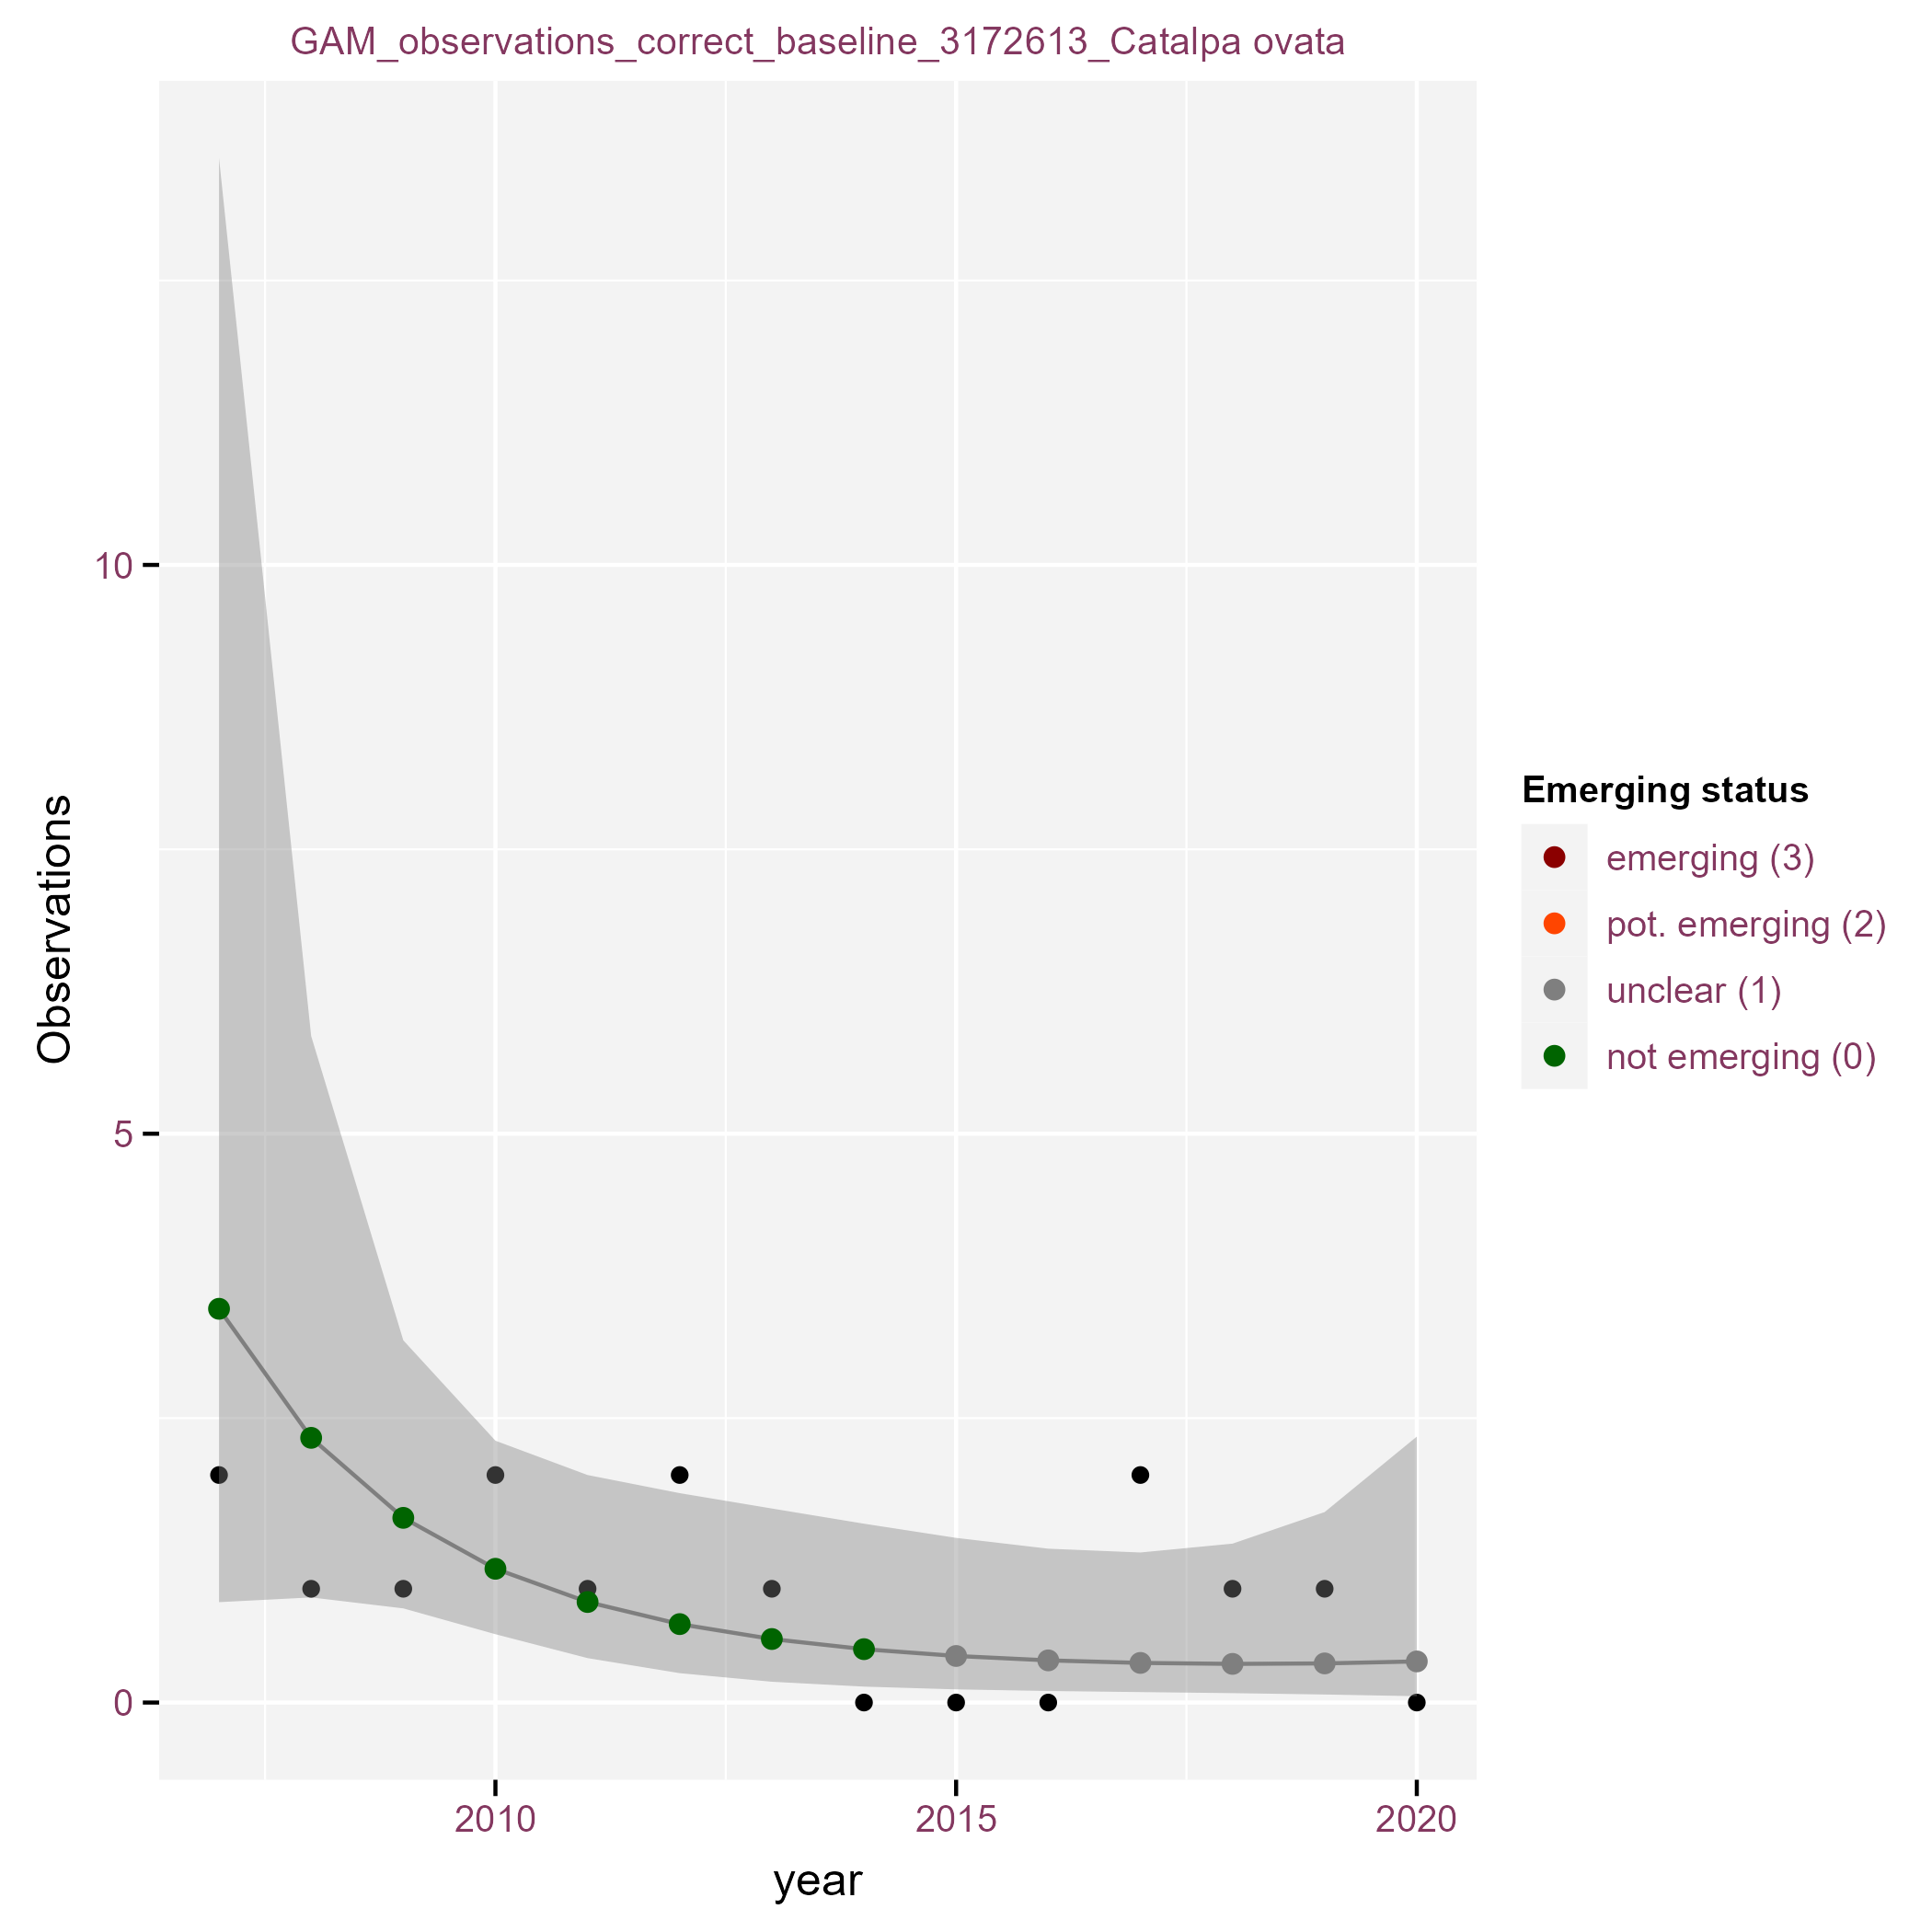 GAM_observations_correct_baseline_3172613_Catalpa ovata
Observations
10
5
0
2010
2015
2020
year
Emerging status
emerging (3)
pot. emerging (2)
unclear (1)
not emerging (0)